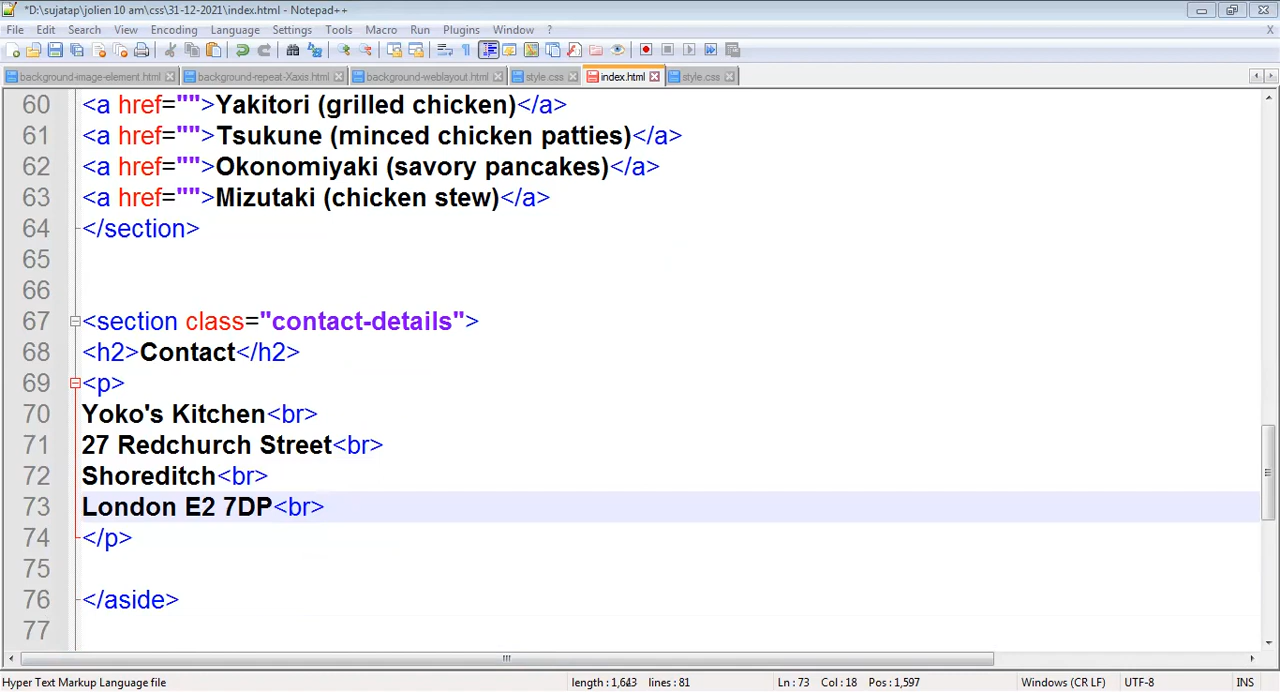 *D:\sujatap\jolien 10 am\css\31-12-2021\index.html - Notepad++
File Edit Search View Encoding Language Settings Tools Macro Run Plugins Window ? X
background-image-element.html background-repeat-Xaxis.html background-weblayout.html style.css index.html style.css
60 <a href="">Yakitori (grilled chicken)</a>
61 <a href="">Tsukune (minced chicken patties)</a>
62 <a href="">Okonomiyaki (savory pancakes)</a>
63 <a href="">Mizutaki (chicken stew)</a>
64 </section>
65
66
67 <section class="contact-details">
68 <h2>Contact</h2>
69 <p>
70 Yoko's Kitchen<br>
71 27 Redchurch Street<br>
72 Shoreditch<br>
73 London E2 7DP<br>
74 </p>
75
76 </aside>
77
Hyper Text Markup Language file length : 1,613 lines : 81 Ln : 73 Col : 18 Pos : 1,597 Windows (CR LF) UTF-8 INS